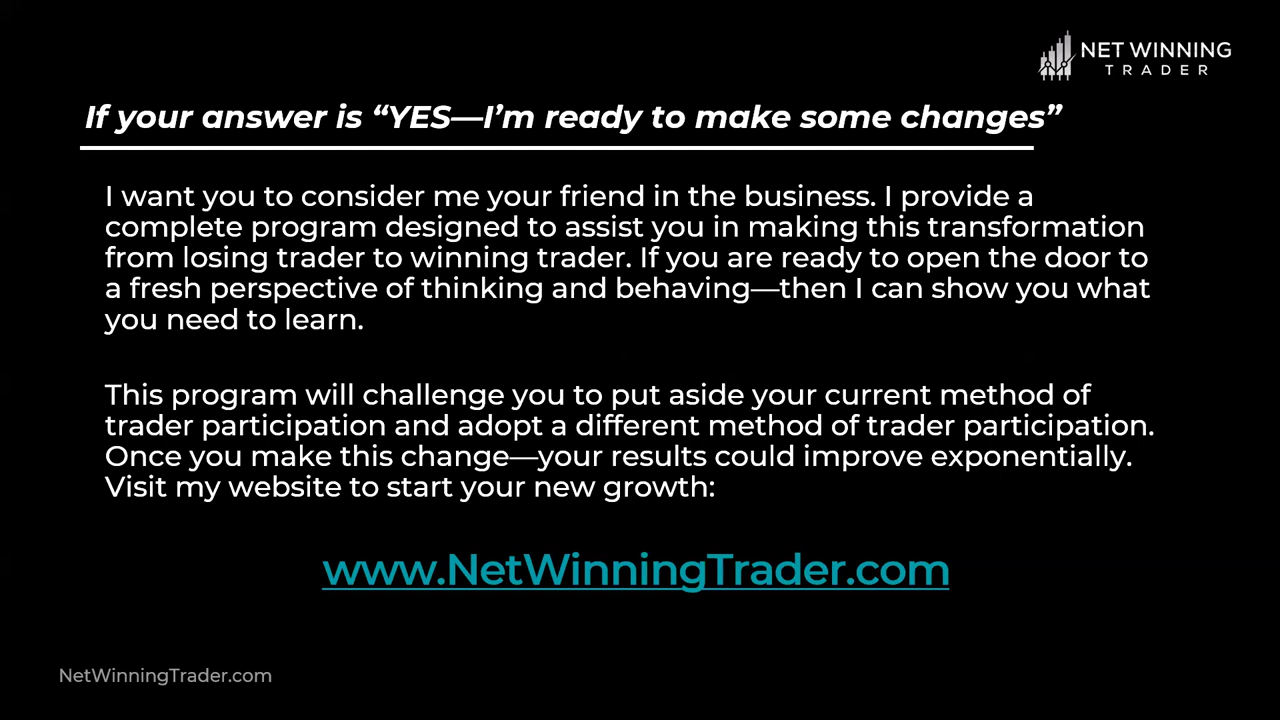 NET WINNING
TRADER
If your answer is “YES—I’m ready to make some changes”
I want you to consider me your friend in the business. I provide a
complete program designed to assist you in making this transformation
from losing trader to winning trader. If you are ready to open the door to
a fresh perspective of thinking and behaving—then I can show you what
you need to learn.
This program will challenge you to put aside your current method of
trader participation and adopt a different method of trader participation.
Once you make this change—your results could improve exponentially.
Visit my website to start your new growth:
www.NetWinningTrader.com
NetWinningTrader.com